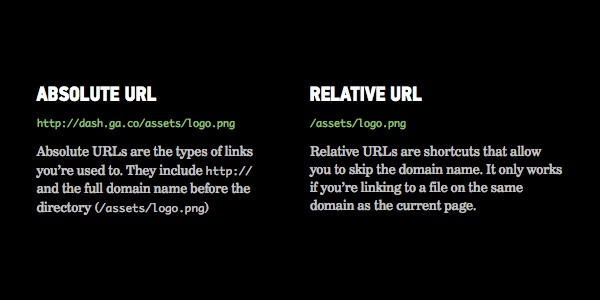 ABSOLUTE URL
http://dash.ga.co/assets/logo.png
Absolute URLs are the types of links
you’re used to. They include http://
and the full domain name before the
directory (/assets/logo.png)
RELATIVE URL
/assets/logo.png
Relative URLs are shortcuts that allow
you to skip the domain name. It only works
if you’re linking to a file on the same
domain as the current page.